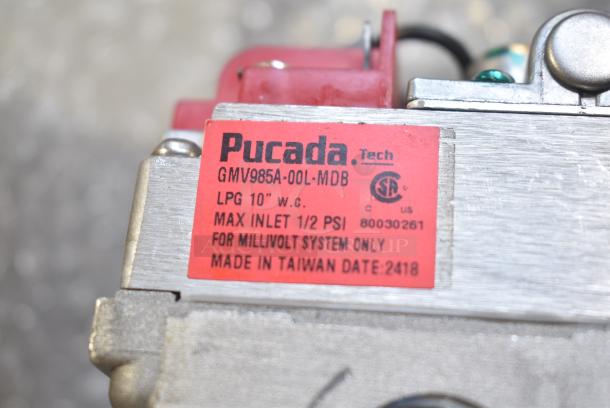 Pucada. Tech
GMV985A-00L-MDB
LPG 10" W.C.
C US
MAX INLET 1/2 PSI 80030261
FOR MILLIVOLT SYSTEM ONLY
MADE IN TAIWAN DATE:2418